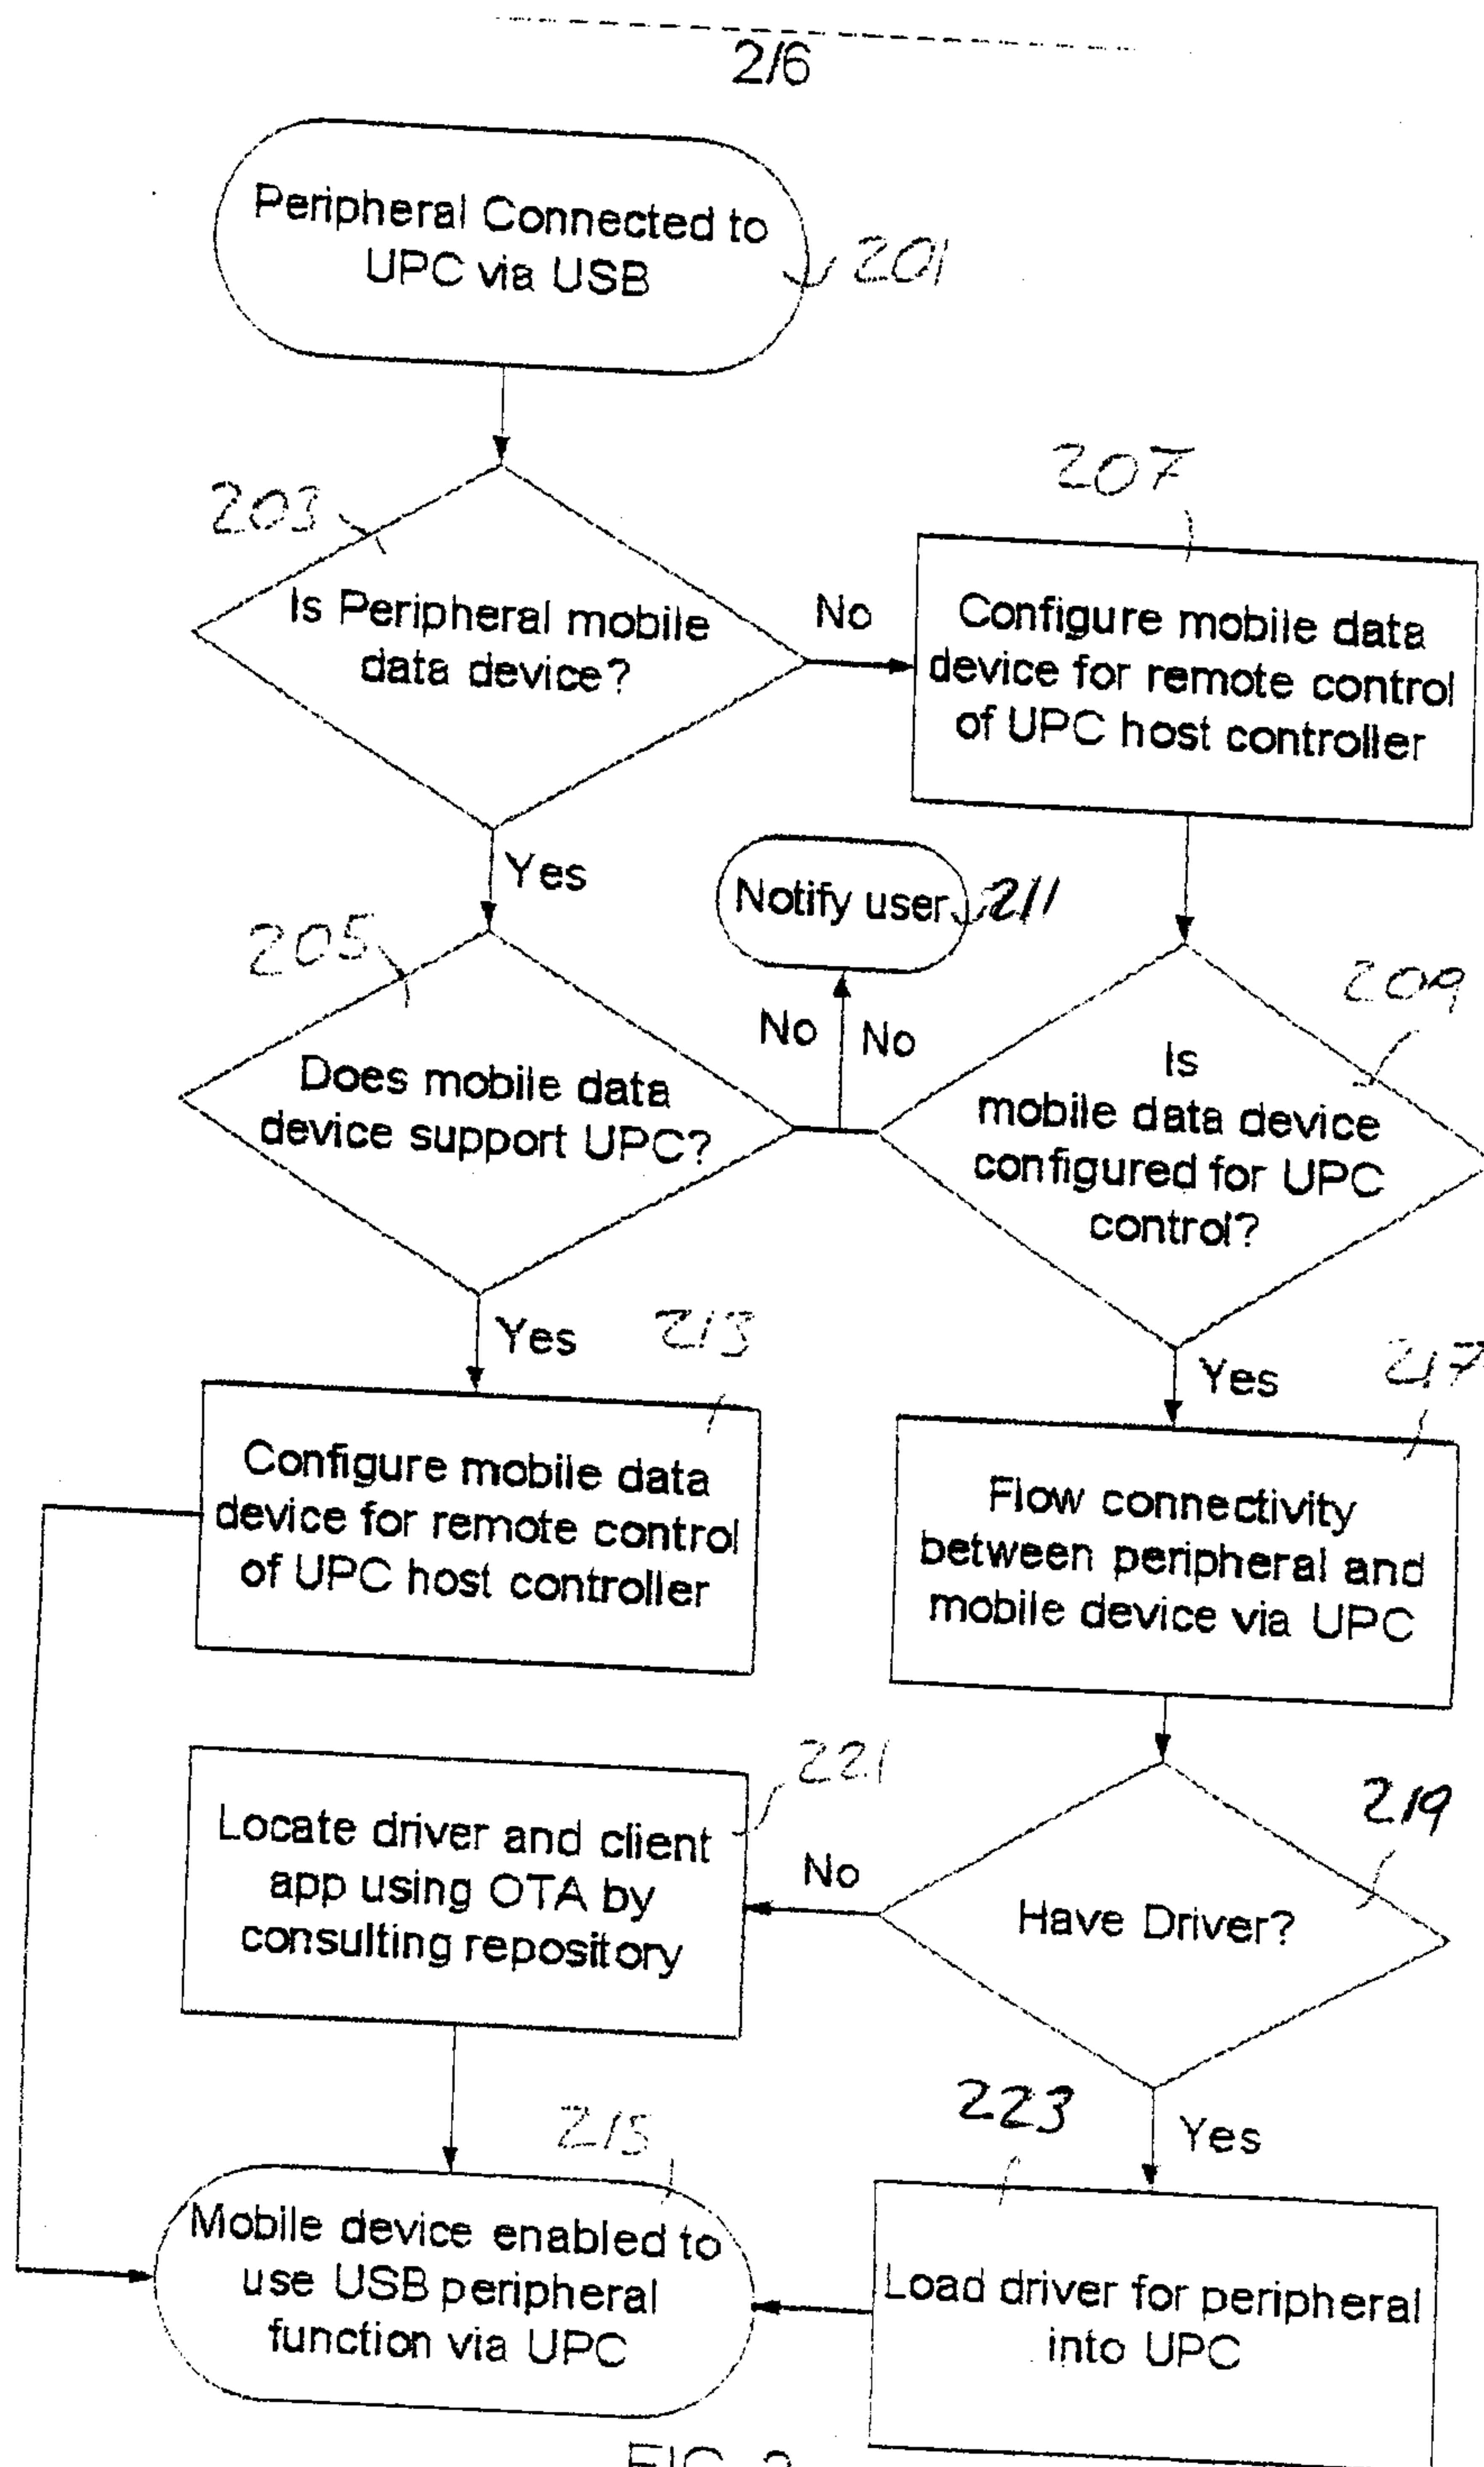 2/6
Peripheral Connected to
UPC via USB
201
203
Is Peripheral mobile
data device?
No
207
Configure mobile data
device for remote control
of UPC host controller
Yes
Notify user
211
205
Does mobile data
device support UPC?
No
No
209
Is
mobile data device
configured for UPC
control?
Yes
213
Configure mobile data
device for remote control
of UPC host controller
Yes
217
Flow connectivity
between peripheral and
mobile device via UPC
221
Locate driver and client
app using OTA by
consulting repository
No
219
Have Driver?
215
Mobile device enabled to
use USB peripheral
function via UPC
Yes
223
Load driver for peripheral
into UPC